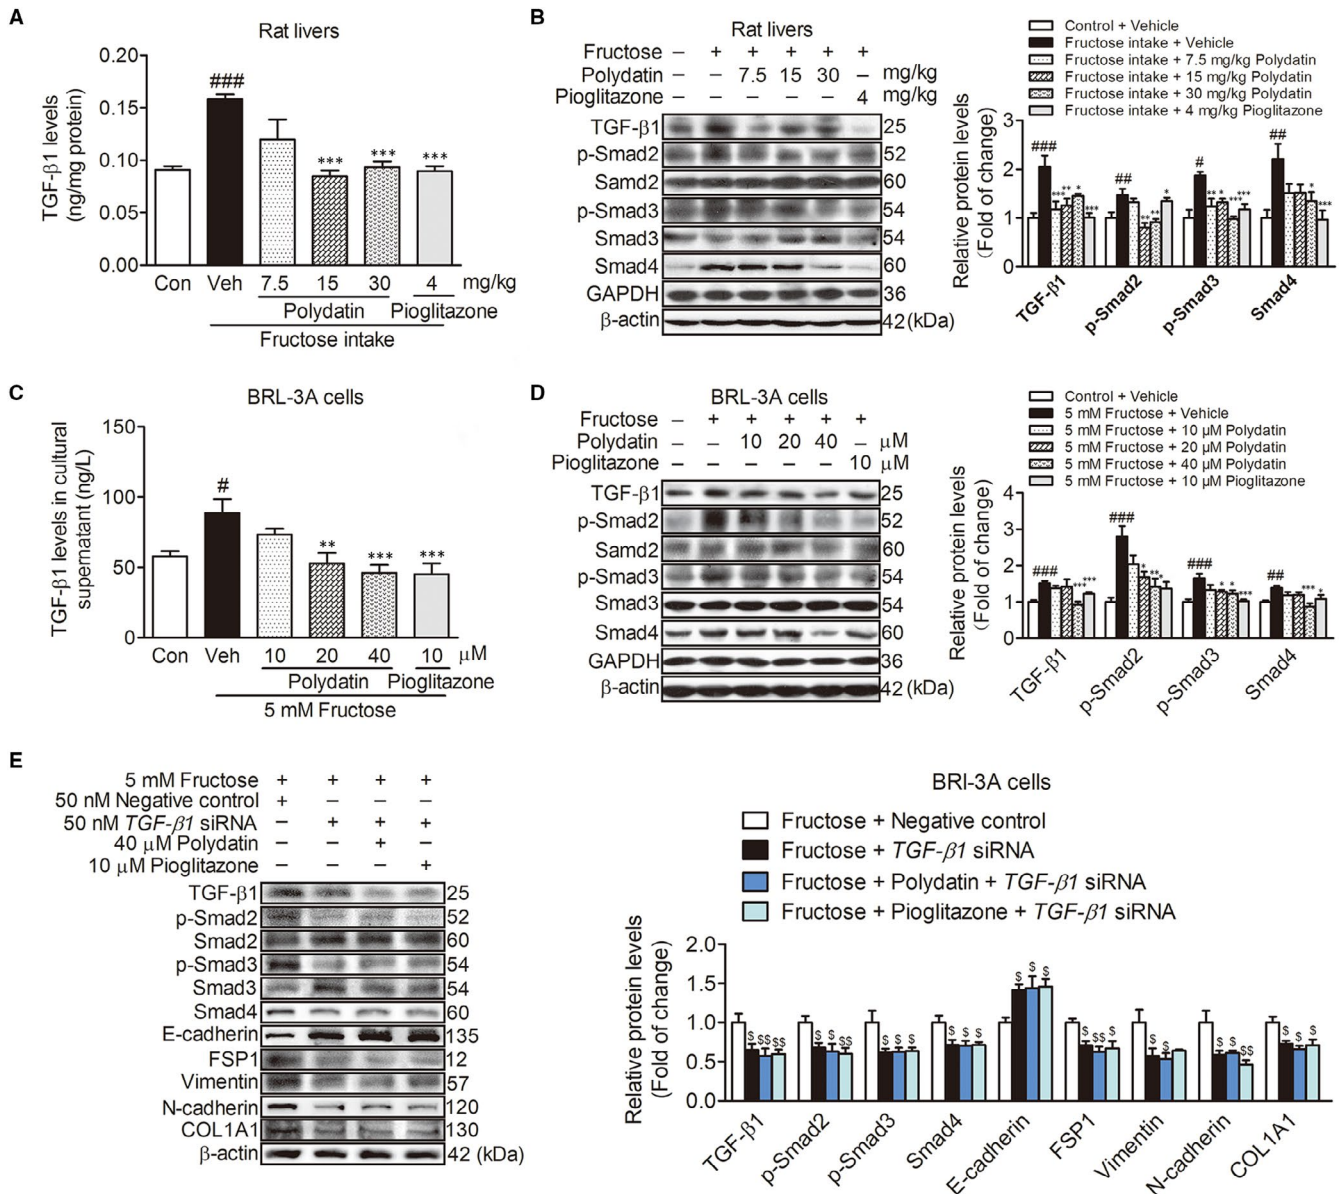 A
Rat livers
TGF-β1 levels
(ng/mg protein)
0.20
0.15
0.10
0.05
0.00
###
***
***
***
Con Veh 7.5 15 30 4 mg/kg
Polydatin Pioglitazone
Fructose intake
B
Rat livers
Fructose – + + + + +
Polydatin – – 7.5 15 30 – mg/kg
Pioglitazone – – – – – 4 mg/kg
TGF-β1 25
p-Smad2 52
Samd2 60
p-Smad3 54
Smad3 54
Smad4 60
GAPDH 36
β-actin 42 (kDa)
Control + Vehicle
Fructose intake + Vehicle
Fructose intake + 7.5 mg/kg Polydatin
Fructose intake + 15 mg/kg Polydatin
Fructose intake + 30 mg/kg Polydatin
Fructose intake + 4 mg/kg Pioglitazone
Relative protein levels
(Fold of change)
3
2
1
0
### *** ** * ***
## ** ** *
# ** * *** ***
## * ***
TGF-β1 p-Smad2 p-Smad3 Smad4
C
BRL-3A cells
TGF-β1 levels in cultural
supernatant (ng/L)
150
100
50
0
#
**
***
***
Con Veh 10 20 40 10 μM
Polydatin Pioglitazone
5 mM Fructose
D
BRL-3A cells
Fructose – + + + + +
Polydatin – – 10 20 40 – μM
Pioglitazone – – – – – 10 μM
TGF-β1 25
p-Smad2 52
Samd2 60
p-Smad3 54
Smad3 54
Smad4 60
GAPDH 36
β-actin 42 (kDa)
Control + Vehicle
5 mM Fructose + Vehicle
5 mM Fructose + 10 μM Polydatin
5 mM Fructose + 20 μM Polydatin
5 mM Fructose + 40 μM Polydatin
5 mM Fructose + 10 μM Pioglitazone
Relative protein levels
(Fold of change)
4
3
2
1
0
### *** ***
### * ** *
### * * ***
## *** *
TGF-β1 p-Smad2 p-Smad3 Smad4
E
5 mM Fructose + + + +
50 nM Negative control + – – –
50 nM TGF-β1 siRNA – + + +
40 μM Polydatin – – + –
10 μM Pioglitazone – – – +
TGF-β1 25
p-Smad2 52
Smad2 60
p-Smad3 54
Smad3 54
Smad4 60
E-cadherin 135
FSP1 12
Vimentin 57
N-cadherin 120
COL1A1 130
β-actin 42 (kDa)
BRl-3A cells
Fructose + Negative control
Fructose + TGF-β1 siRNA
Fructose + Polydatin + TGF-β1 siRNA
Fructose + Pioglitazone + TGF-β1 siRNA
Relative protein levels
(Fold of change)
2.0
1.5
1.0
0.5
0.0
$ $$ $$
$ $ $$
$ $ $
$ $ $
$ $ $
$ $$ $
$ $
$ $ $$
$ $ $
TGF-β1 p-Smad2 p-Smad3 Smad4 E-cadherin FSP1 Vimentin N-cadherin COL1A1